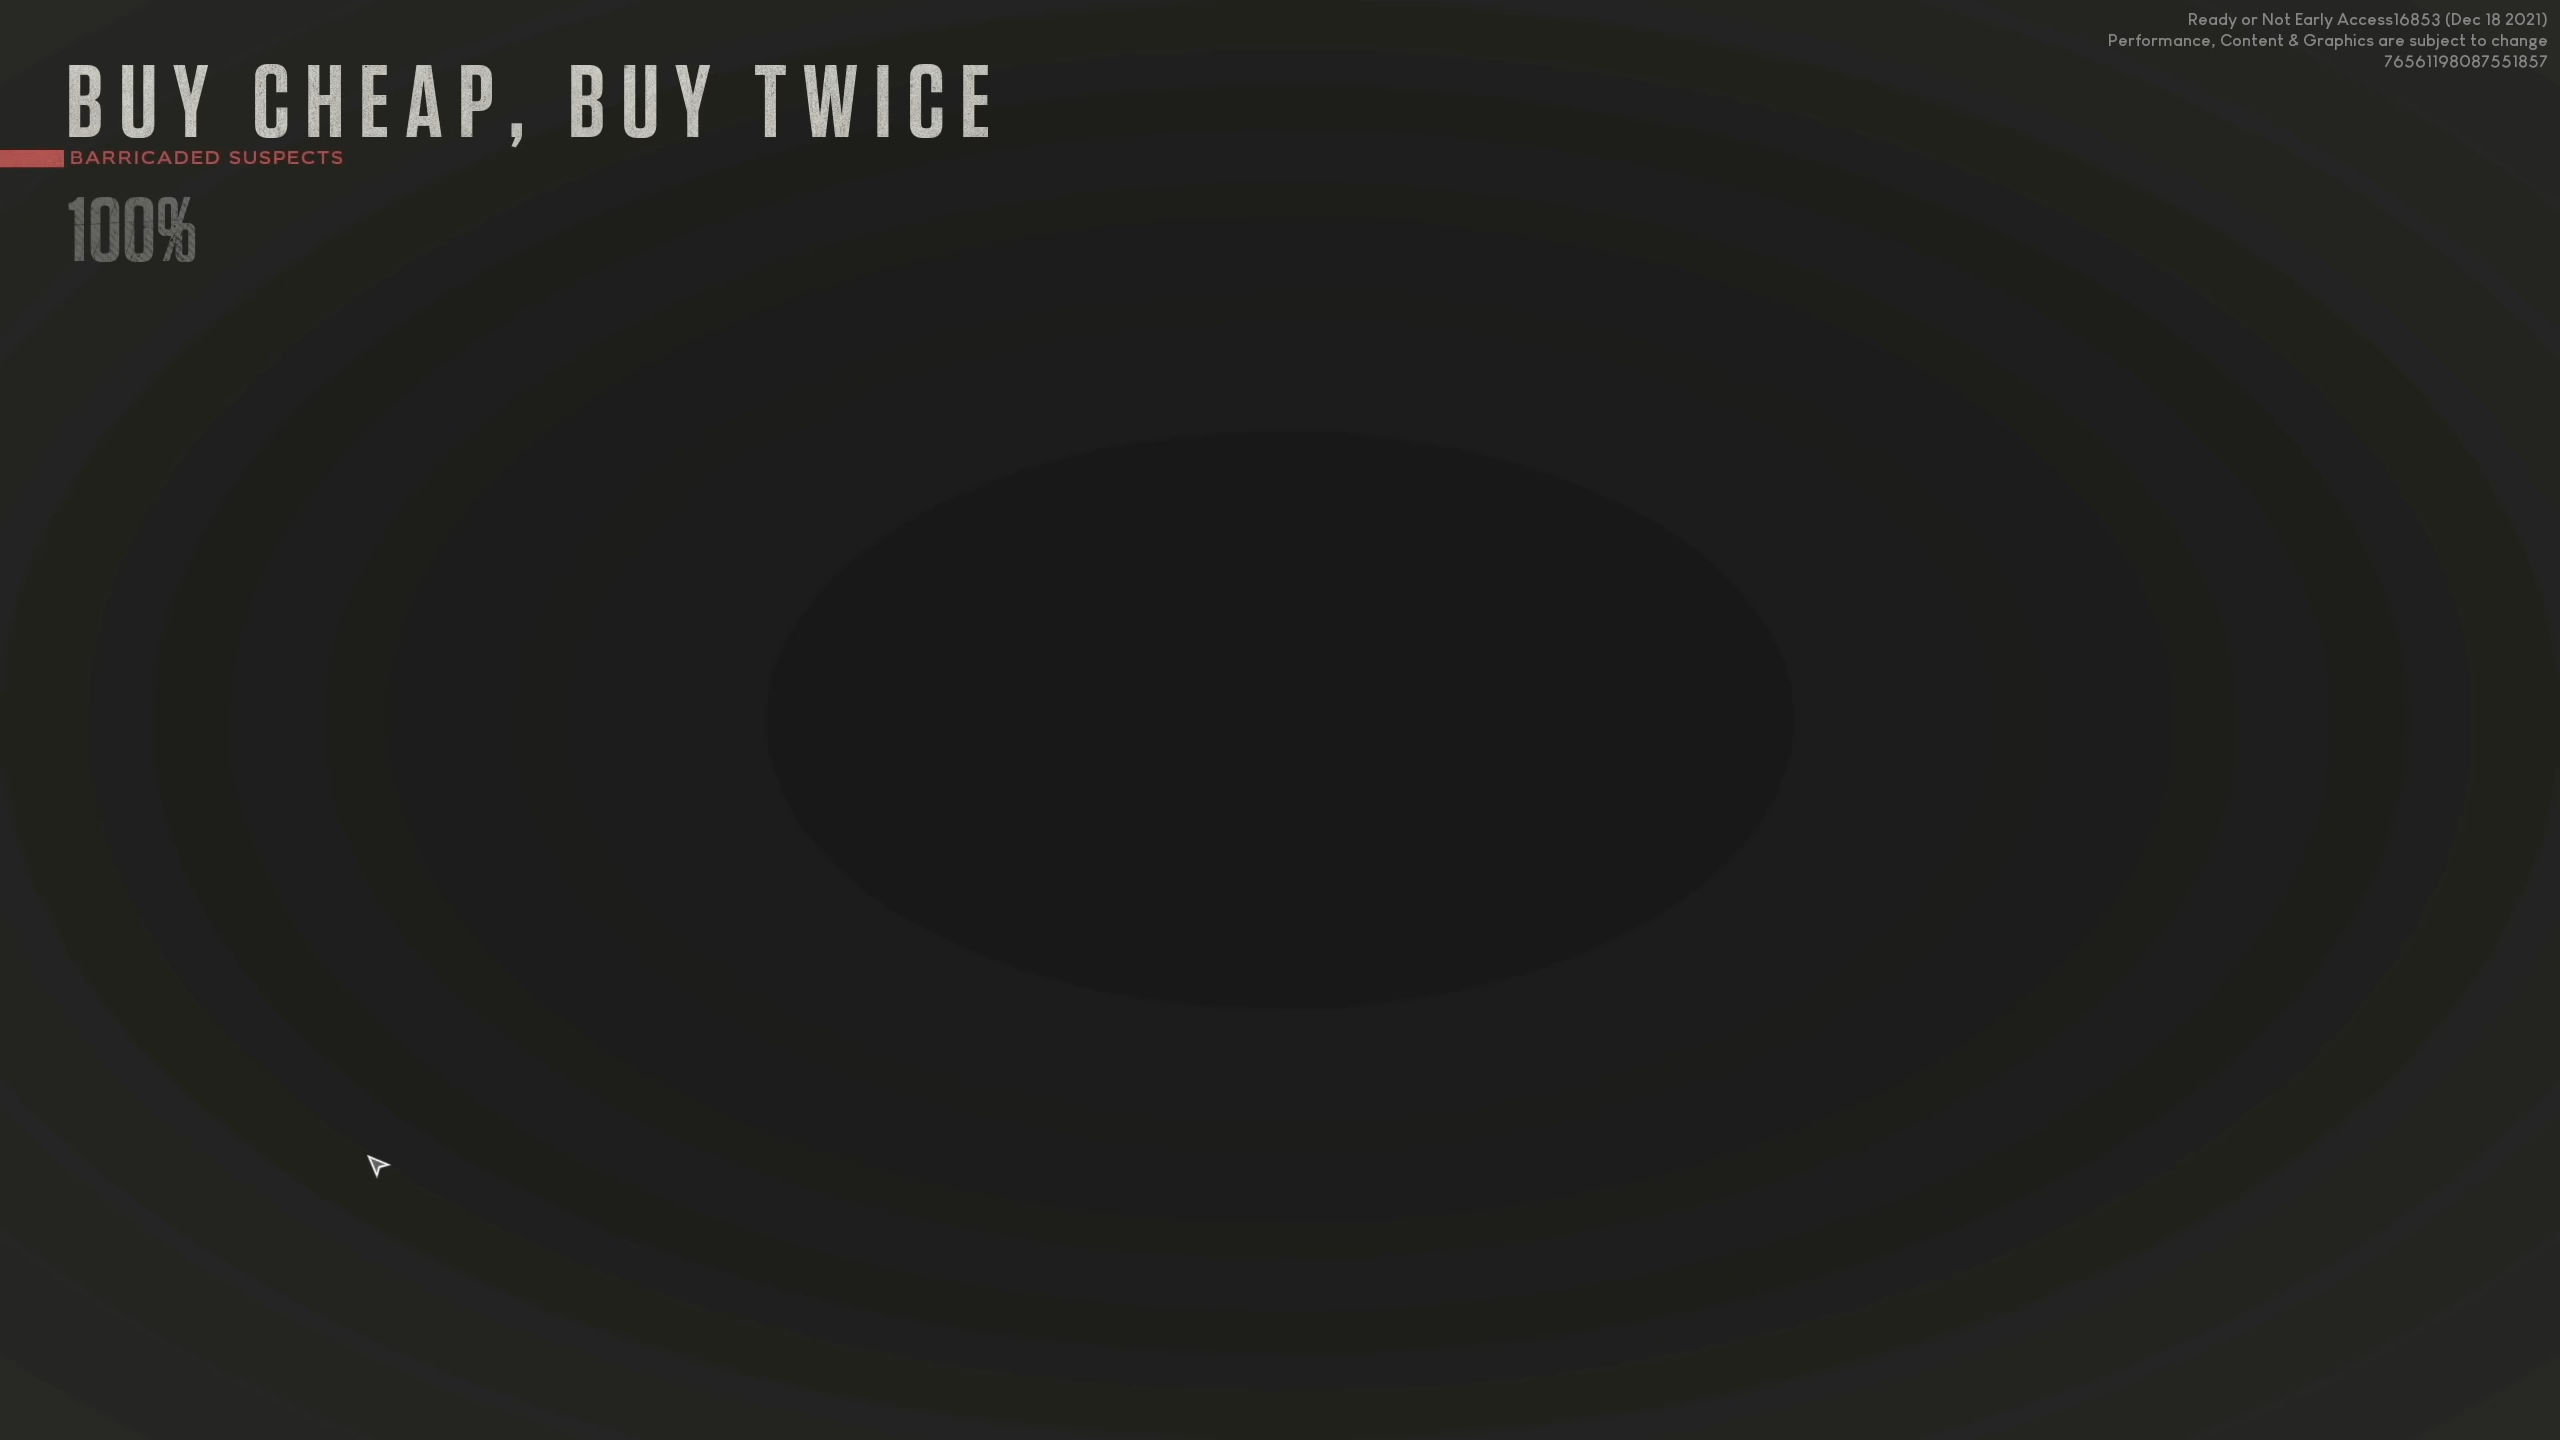 BUY CHEAP, BUY TWICE
BARRICADED SUSPECTS
100%
Ready or Not Early Access16853 (Dec 18 2021)
Performance, Content & Graphics are subject to change
76561198087551857